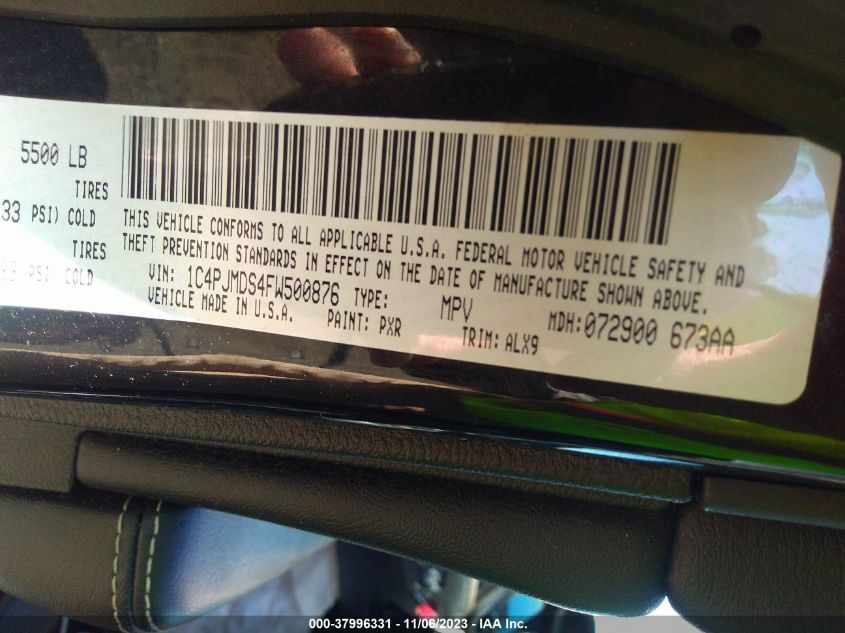 5500 LB
TIRES
33 PSI) COLD
TIRES
PSI COLD
THIS VEHICLE CONFORMS TO ALL APPLICABLE U.S.A. FEDERAL MOTOR VEHICLE SAFETY AND
THEFT PREVENTION STANDARDS IN EFFECT ON THE DATE OF MANUFACTURE SHOWN ABOVE.
VIN: 1C4PJMDS4FW500876 TYPE: MPV MDH:072900 673AA
VEHICLE MADE IN U.S.A. PAINT: PXR TRIM: ALX9
000-37996331 - 11/06/2023 - IAA Inc.